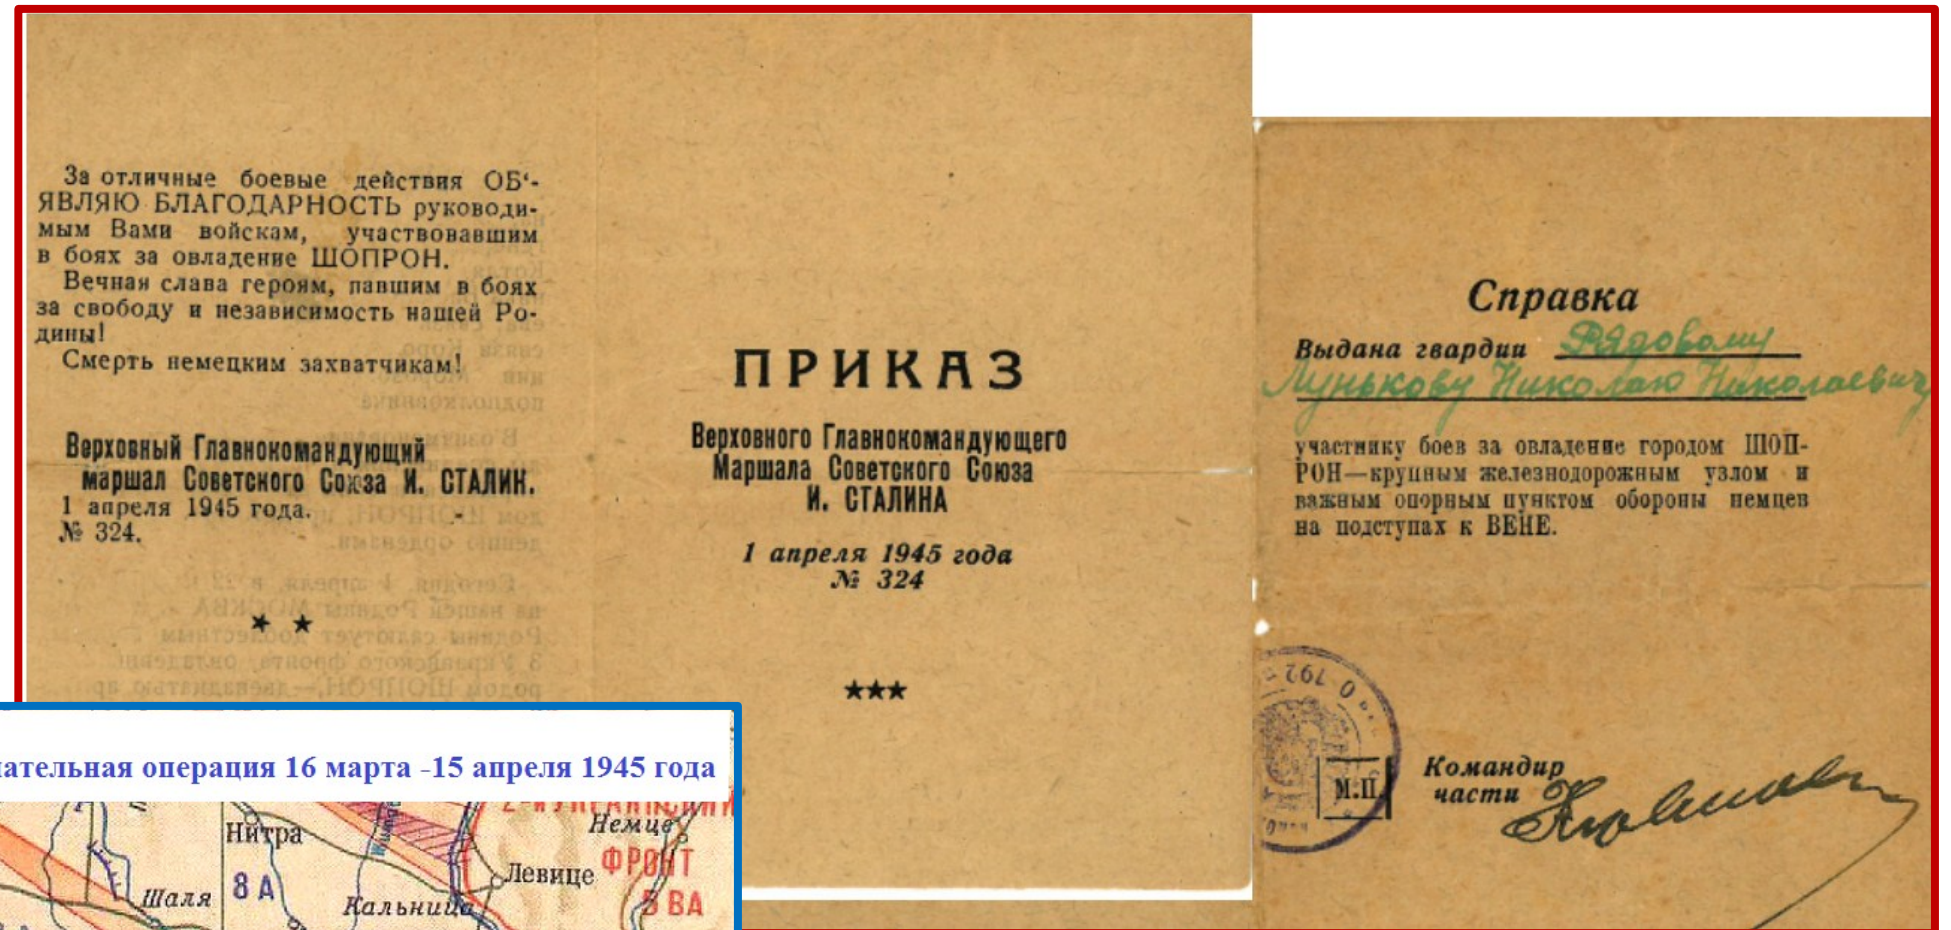 За отличные боевые действия ОБ‘-
ЯВЛЯЮ БЛАГОДАРНОСТЬ руководи-
мым Вами войскам, участвовавшим
в боях за овладение ШОПРОН.
Вечная слава героям, павшим в боях
за свободу и независимость нашей Ро-
дины!
Смерть немецким захватчикам!
Верховный Главнокомандующий
маршал Советского Союза И. СТАЛИН.
1 апреля 1945 года.
№ 324.
ПРИКАЗ
Верховного Главнокомандующего
Маршала Советского Союза
И. СТАЛИНА
1 апреля 1945 года
№ 324
Справка
Выдана гвардии Рядовому
Лунькову Николаю Николаевичу
участнику боев за овладение городом ШОП-
РОН—крупным железнодорожным узлом и
важным опорным пунктом обороны немцев
на подступах к ВЕНЕ.
М.П.
Командир
части
ательная операция 16 марта -15 апреля 1945 года
Нитра
Немце
ФРОНТ
Левице
Шаля
8 А
Кальница
5 ВА